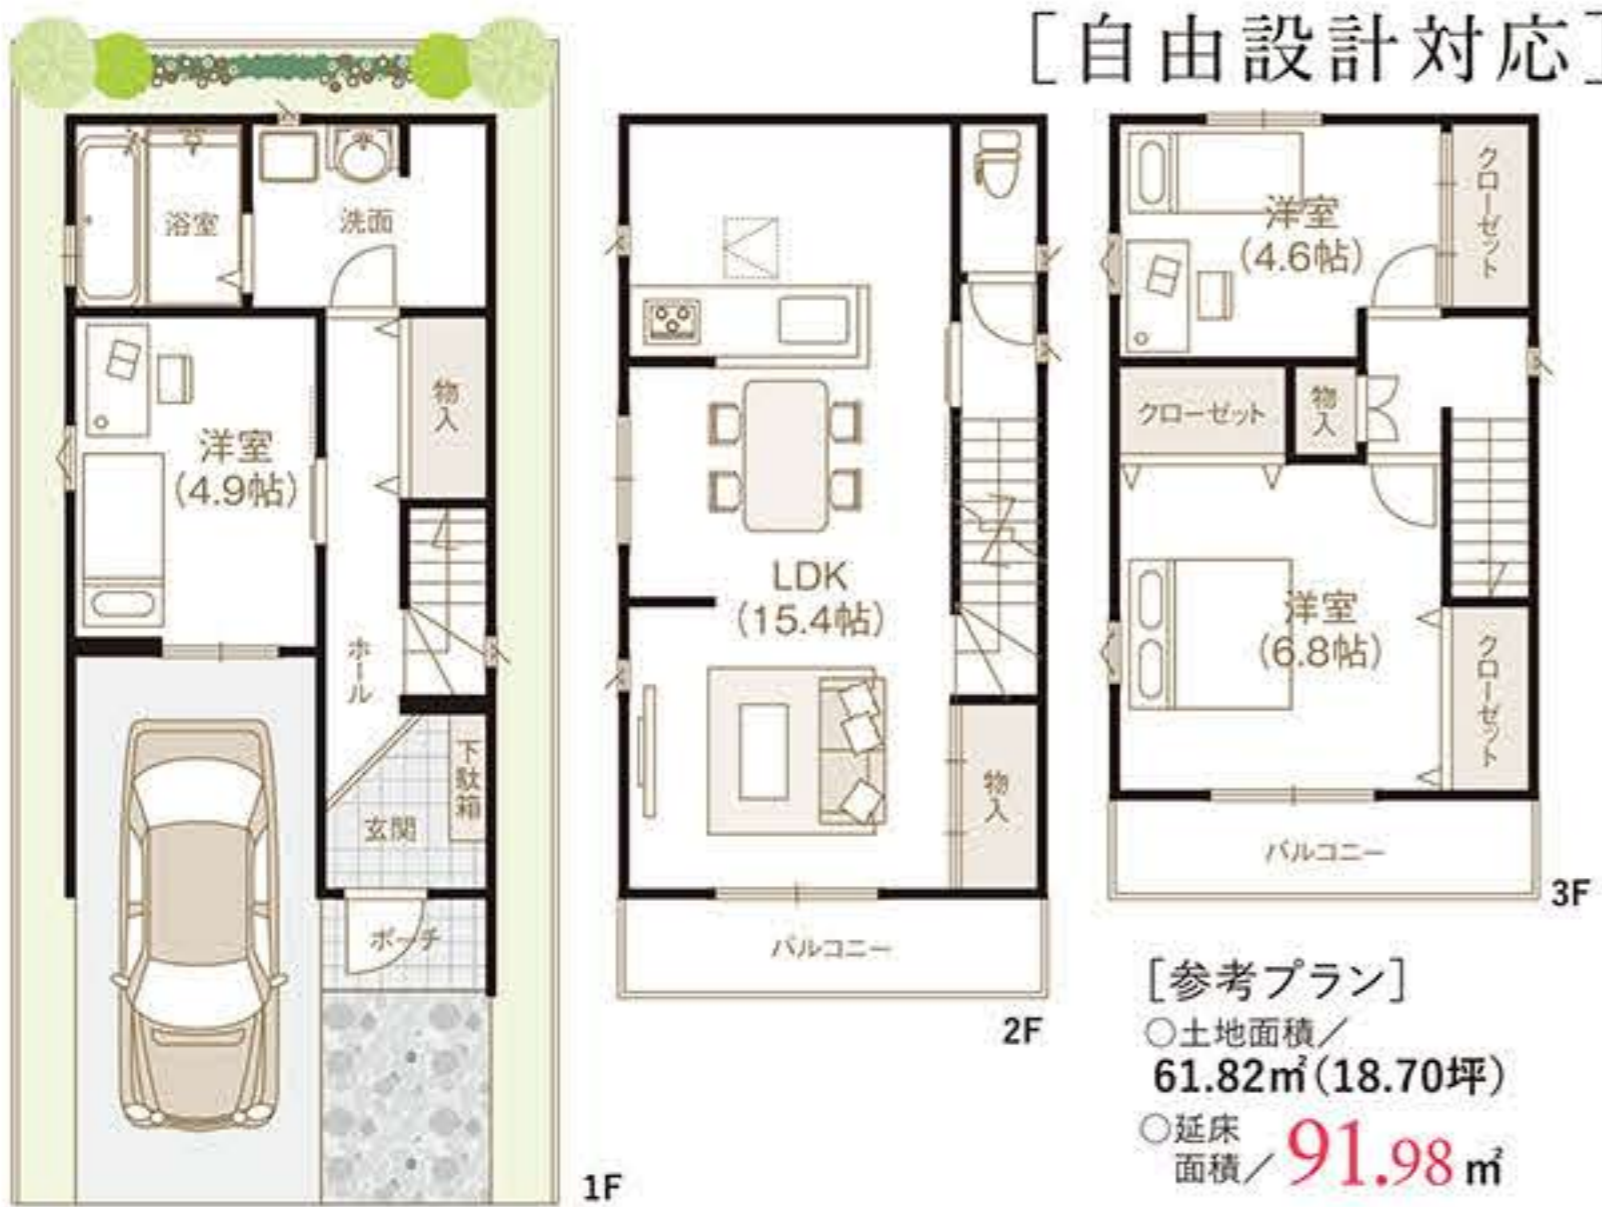 [自由設計対応]
浴室
洗面
物入
洋室
(4.9帖)
ホール
下駄箱
玄関
ポーチ
1F
LDK
(15.4帖)
物入
バルコニー
2F
洋室
(4.6帖)
クローゼット
クローゼット
物入
洋室
(6.8帖)
クローゼット
バルコニー
3F
[参考プラン]
○土地面積／
61.82㎡(18.70坪)
○延床
面積／91.98㎡